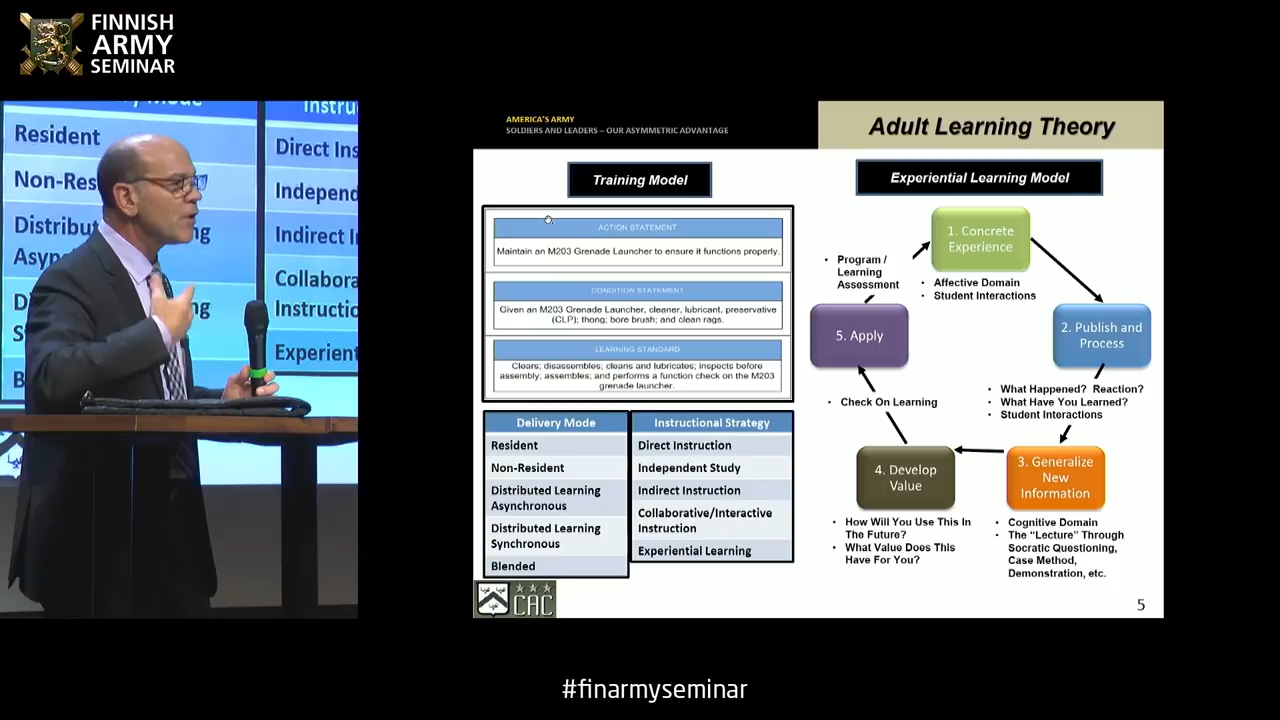 FINNISH
ARMY
SEMINAR
Resident
Non-Res
Distribut
Asyn
ng
ng
Instru
Direct Ins
Independ
Indirect I
Collabora
Instructio
Experien
AMERICA'S ARMY
SOLDIERS AND LEADERS – OUR ASYMMETRIC ADVANTAGE
Adult Learning Theory
Training Model
ACTION STATEMENT
Maintain an M203 Grenade Launcher to ensure it functions properly.
CONDITION STATEMENT
Given an M203 Grenade Launcher, cleaner, lubricant, preservative
(CLP); thong; bore brush; and clean rags.
LEARNING STANDARD
Clears; disassembles; cleans and lubricates; inspects before
assembly; assembles; and performs a function check on the M203
grenade launcher.
Delivery Mode
Resident
Non-Resident
Distributed Learning
Asynchronous
Distributed Learning
Synchronous
Blended
Instructional Strategy
Direct Instruction
Independent Study
Indirect Instruction
Collaborative/Interactive
Instruction
Experiential Learning
CAC
Experiential Learning Model
1. Concrete
Experience
• Affective Domain
• Student Interactions
2. Publish and
Process
• What Happened? Reaction?
• What Have You Learned?
• Student Interactions
3. Generalize
New
Information
• Cognitive Domain
• The "Lecture" Through
Socratic Questioning,
Case Method,
Demonstration, etc.
4. Develop
Value
• How Will You Use This In
The Future?
• What Value Does This
Have For You?
• Check On Learning
5. Apply
• Program /
Learning
Assessment
5
#finarmyseminar